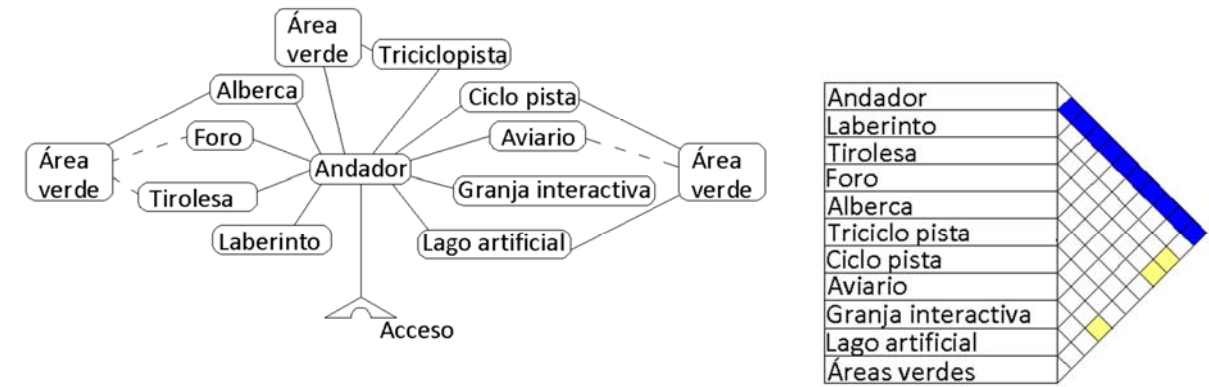 Área
verde
Triciclopista
Alberca
Ciclo pista
Foro
Aviario
Área
verde
Andador
Área
verde
Tirolesa
Granja interactiva
Laberinto
Lago artificial
Acceso
Andador
Laberinto
Tirolesa
Foro
Alberca
Triciclo pista
Ciclo pista
Aviario
Granja interactiva
Lago artificial
Áreas verdes